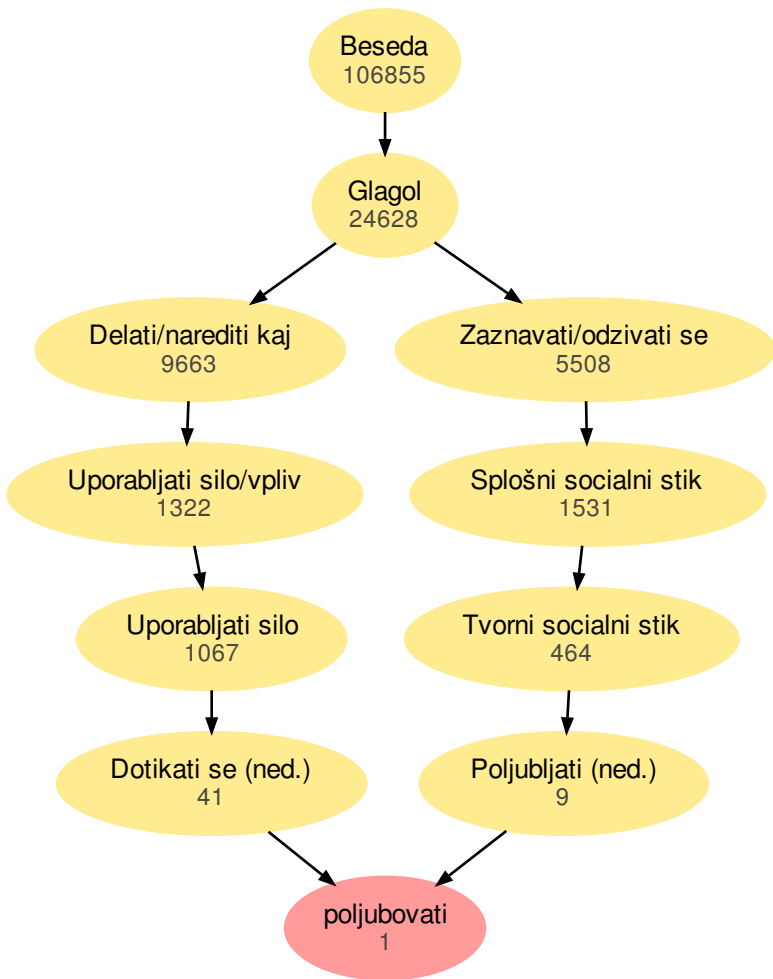 Beseda
106855
Glagol
24628
Delati/narediti kaj
9663
Zaznavati/odzivati se
5508
Uporabljati silo/vpliv
1322
Splošni socialni stik
1531
Uporabljati silo
1067
Tvorni socialni stik
464
Dotikati se (ned.)
41
Poljubljati (ned.)
9
poljubovati
1